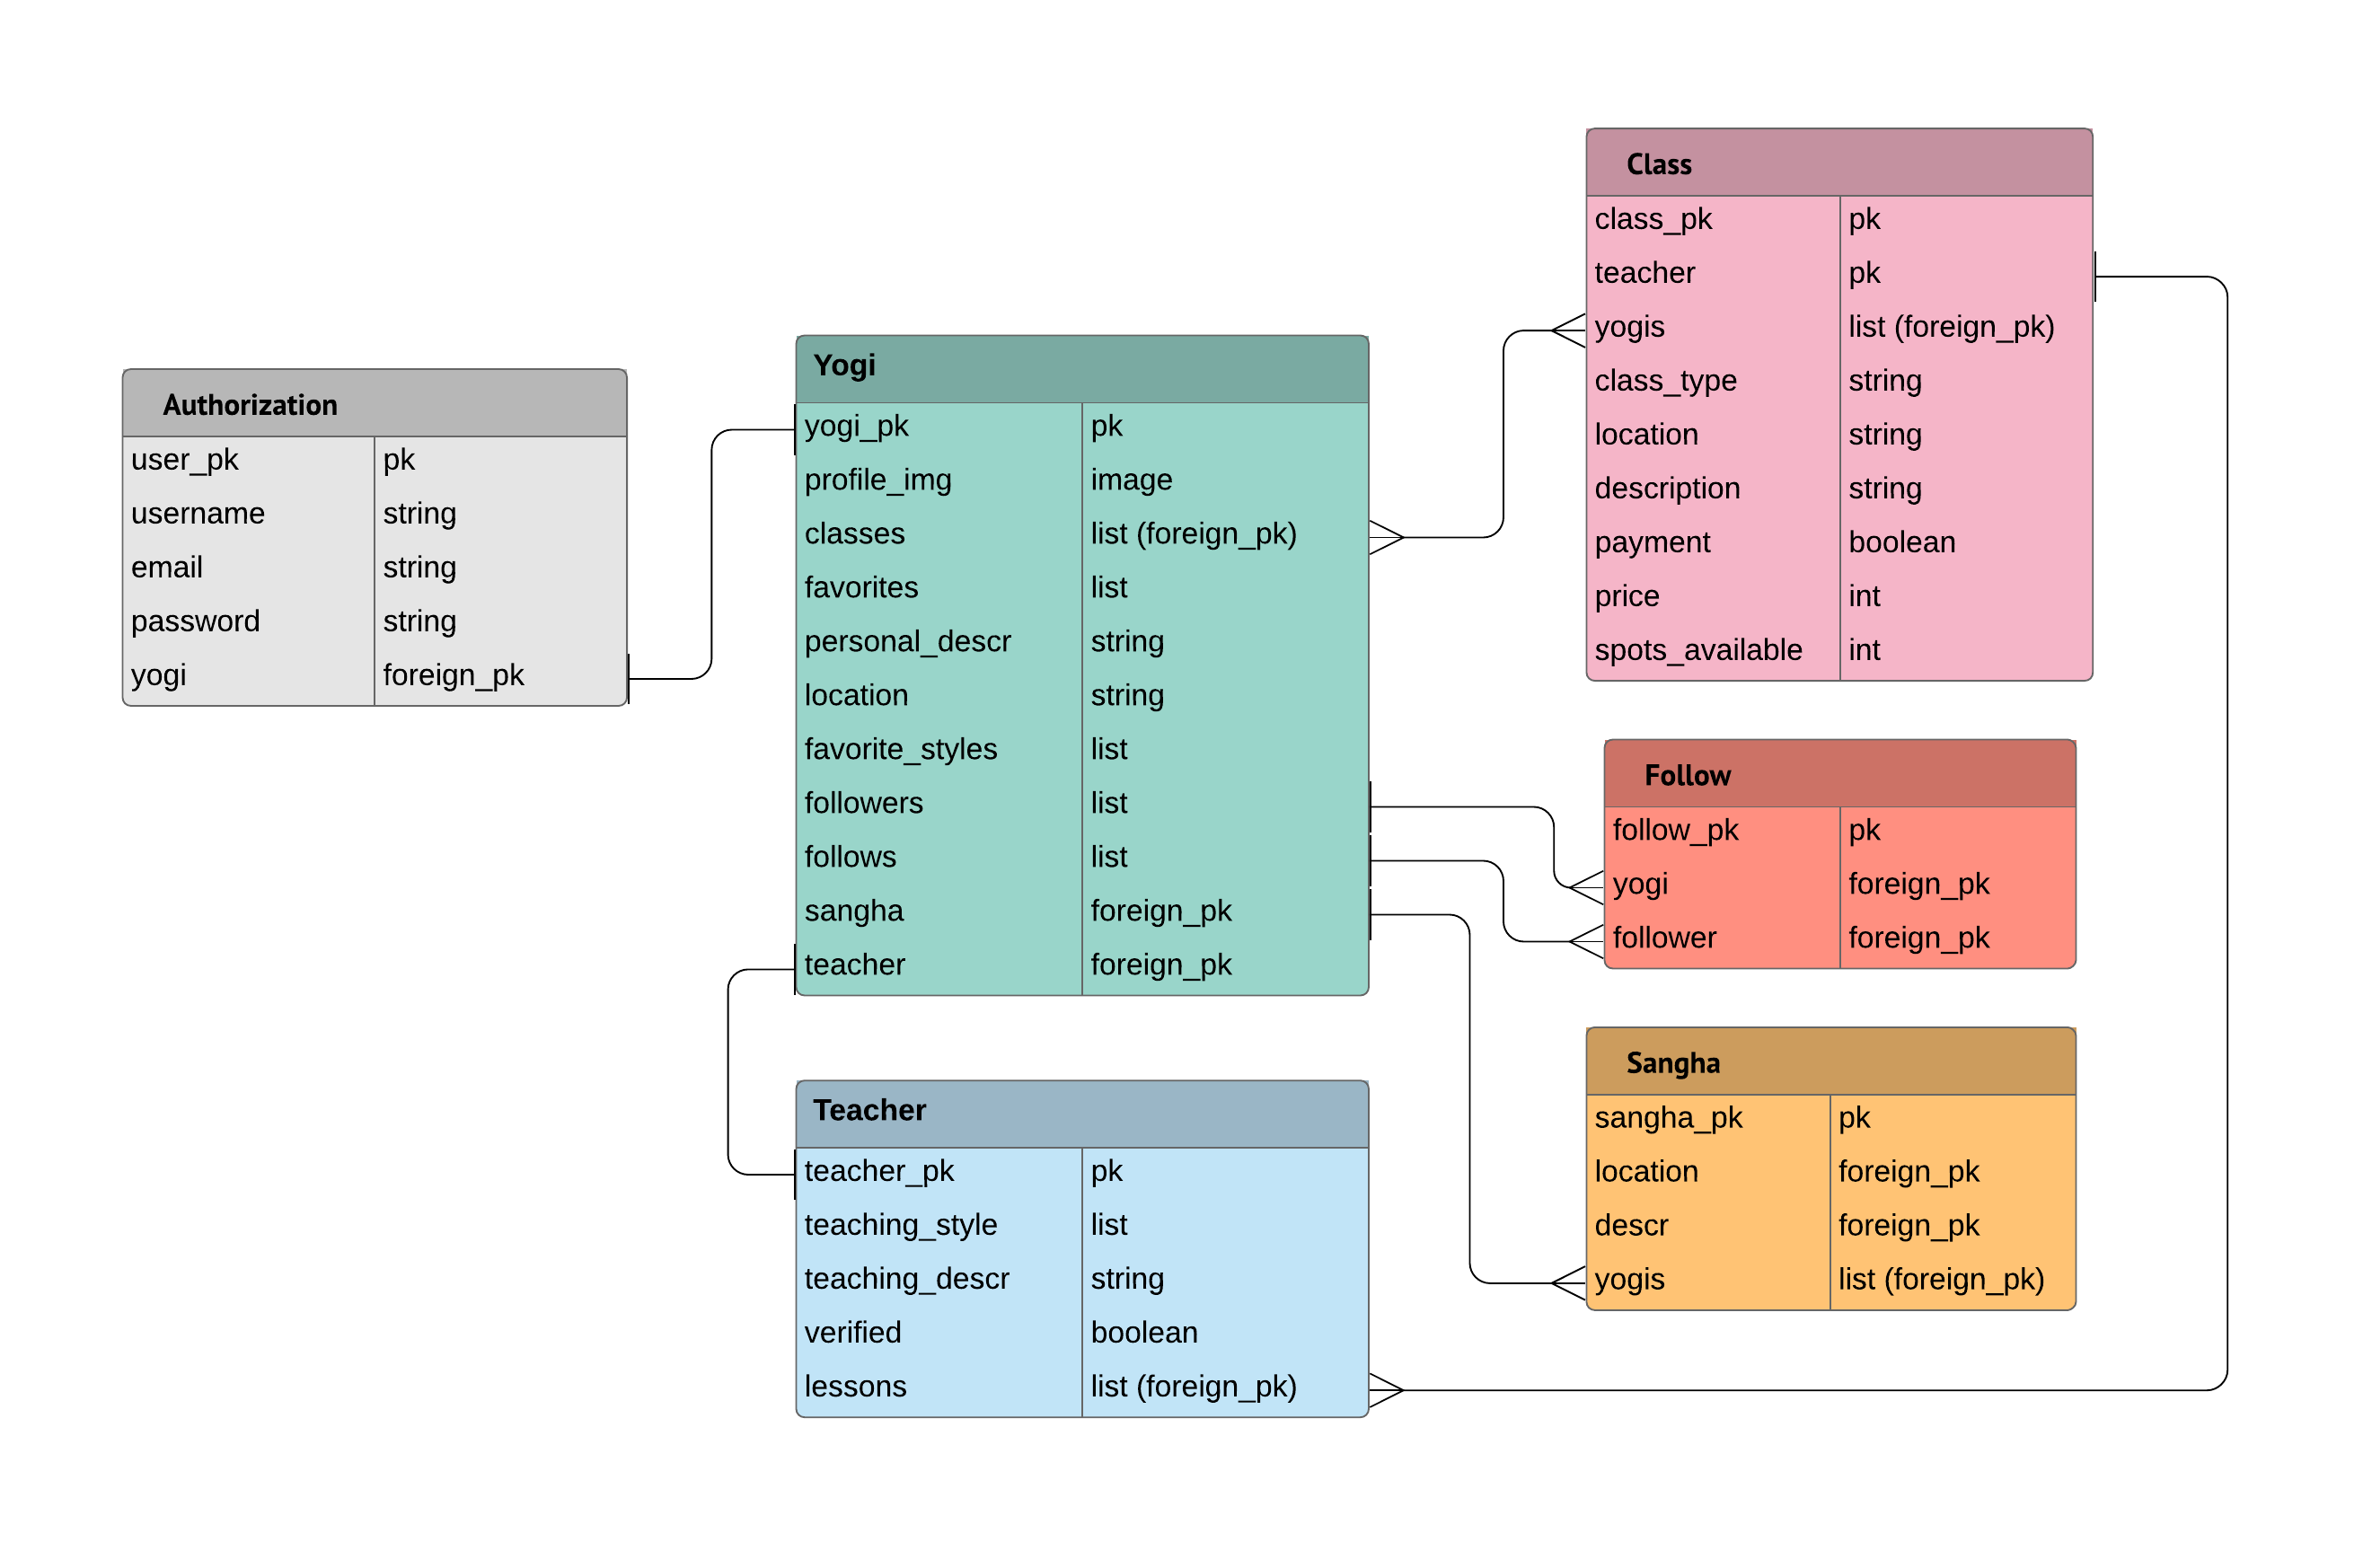 Authorization
user_pk pk
username string
email string
password string
yogi foreign_pk
Yogi
yogi_pk pk
profile_img image
classes list (foreign_pk)
favorites list
personal_descr string
location string
favorite_styles list
followers list
follows list
sangha foreign_pk
teacher foreign_pk
Teacher
teacher_pk pk
teaching_style list
teaching_descr string
verified boolean
lessons list (foreign_pk)
Class
class_pk pk
teacher pk
yogis list (foreign_pk)
class_type string
location string
description string
payment boolean
price int
spots_available int
Follow
follow_pk pk
yogi foreign_pk
follower foreign_pk
Sangha
sangha_pk pk
location foreign_pk
descr foreign_pk
yogis list (foreign_pk)